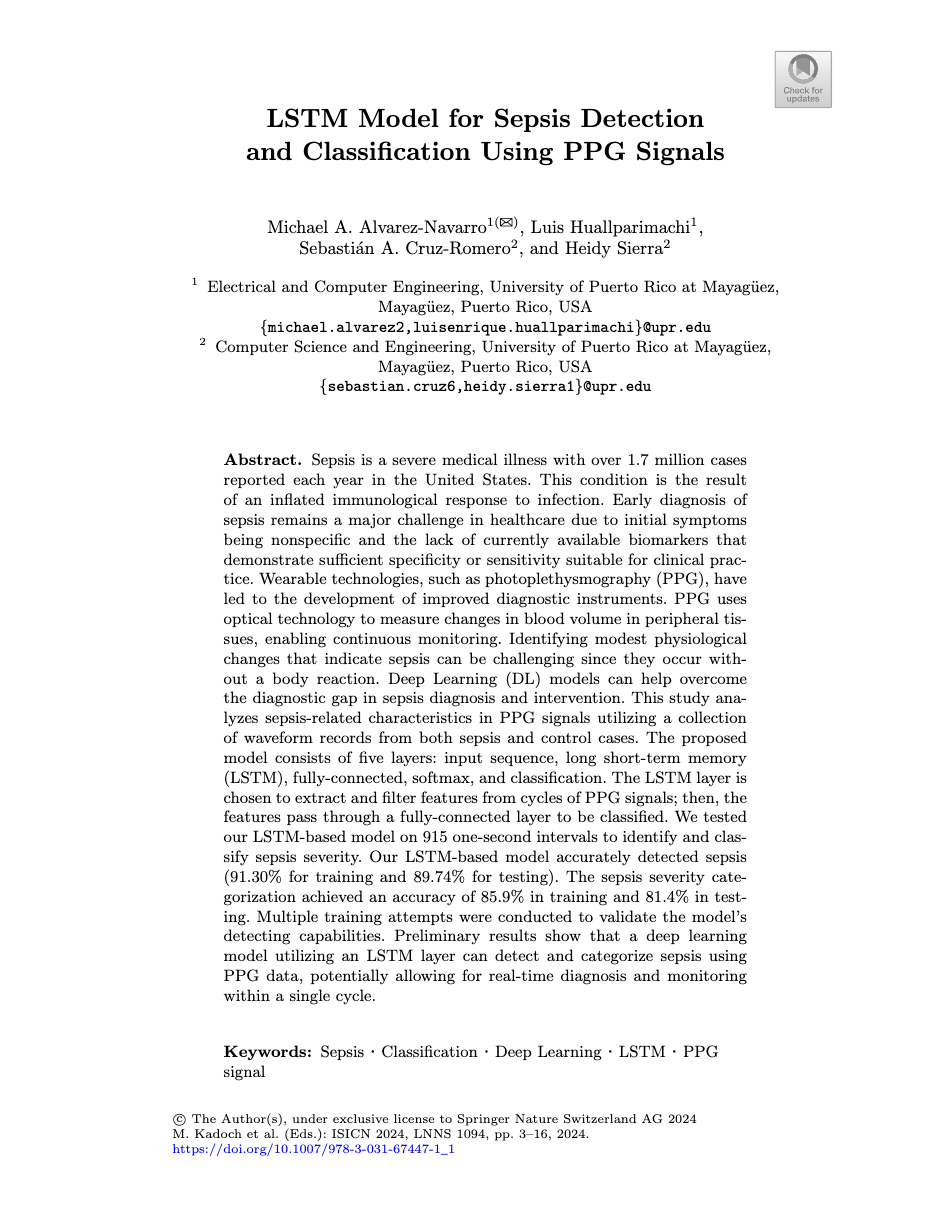 Check for
updates
LSTM Model for Sepsis Detection
and Classification Using PPG Signals
Michael A. Alvarez-Navarro1(✉), Luis Huallparimachi1,
Sebastián A. Cruz-Romero2, and Heidy Sierra2
1 Electrical and Computer Engineering, University of Puerto Rico at Mayagüez,
Mayagüez, Puerto Rico, USA
{michael.alvarez2,luisenrique.huallparimachi}@upr.edu
2 Computer Science and Engineering, University of Puerto Rico at Mayagüez,
Mayagüez, Puerto Rico, USA
{sebastian.cruz6,heidy.sierra1}@upr.edu
Abstract. Sepsis is a severe medical illness with over 1.7 million cases
reported each year in the United States. This condition is the result
of an inflated immunological response to infection. Early diagnosis of
sepsis remains a major challenge in healthcare due to initial symptoms
being nonspecific and the lack of currently available biomarkers that
demonstrate sufficient specificity or sensitivity suitable for clinical prac-
tice. Wearable technologies, such as photoplethysmography (PPG), have
led to the development of improved diagnostic instruments. PPG uses
optical technology to measure changes in blood volume in peripheral tis-
sues, enabling continuous monitoring. Identifying modest physiological
changes that indicate sepsis can be challenging since they occur with-
out a body reaction. Deep Learning (DL) models can help overcome
the diagnostic gap in sepsis diagnosis and intervention. This study ana-
lyzes sepsis-related characteristics in PPG signals utilizing a collection
of waveform records from both sepsis and control cases. The proposed
model consists of five layers: input sequence, long short-term memory
(LSTM), fully-connected, softmax, and classification. The LSTM layer is
chosen to extract and filter features from cycles of PPG signals; then, the
features pass through a fully-connected layer to be classified. We tested
our LSTM-based model on 915 one-second intervals to identify and clas-
sify sepsis severity. Our LSTM-based model accurately detected sepsis
(91.30% for training and 89.74% for testing). The sepsis severity cate-
gorization achieved an accuracy of 85.9% in training and 81.4% in test-
ing. Multiple training attempts were conducted to validate the model's
detecting capabilities. Preliminary results show that a deep learning
model utilizing an LSTM layer can detect and categorize sepsis using
PPG data, potentially allowing for real-time diagnosis and monitoring
within a single cycle.
Keywords: Sepsis · Classification · Deep Learning · LSTM · PPG
signal
© The Author(s), under exclusive license to Springer Nature Switzerland AG 2024
M. Kadoch et al. (Eds.): ISICN 2024, LNNS 1094, pp. 3–16, 2024.
https://doi.org/10.1007/978-3-031-67447-1_1